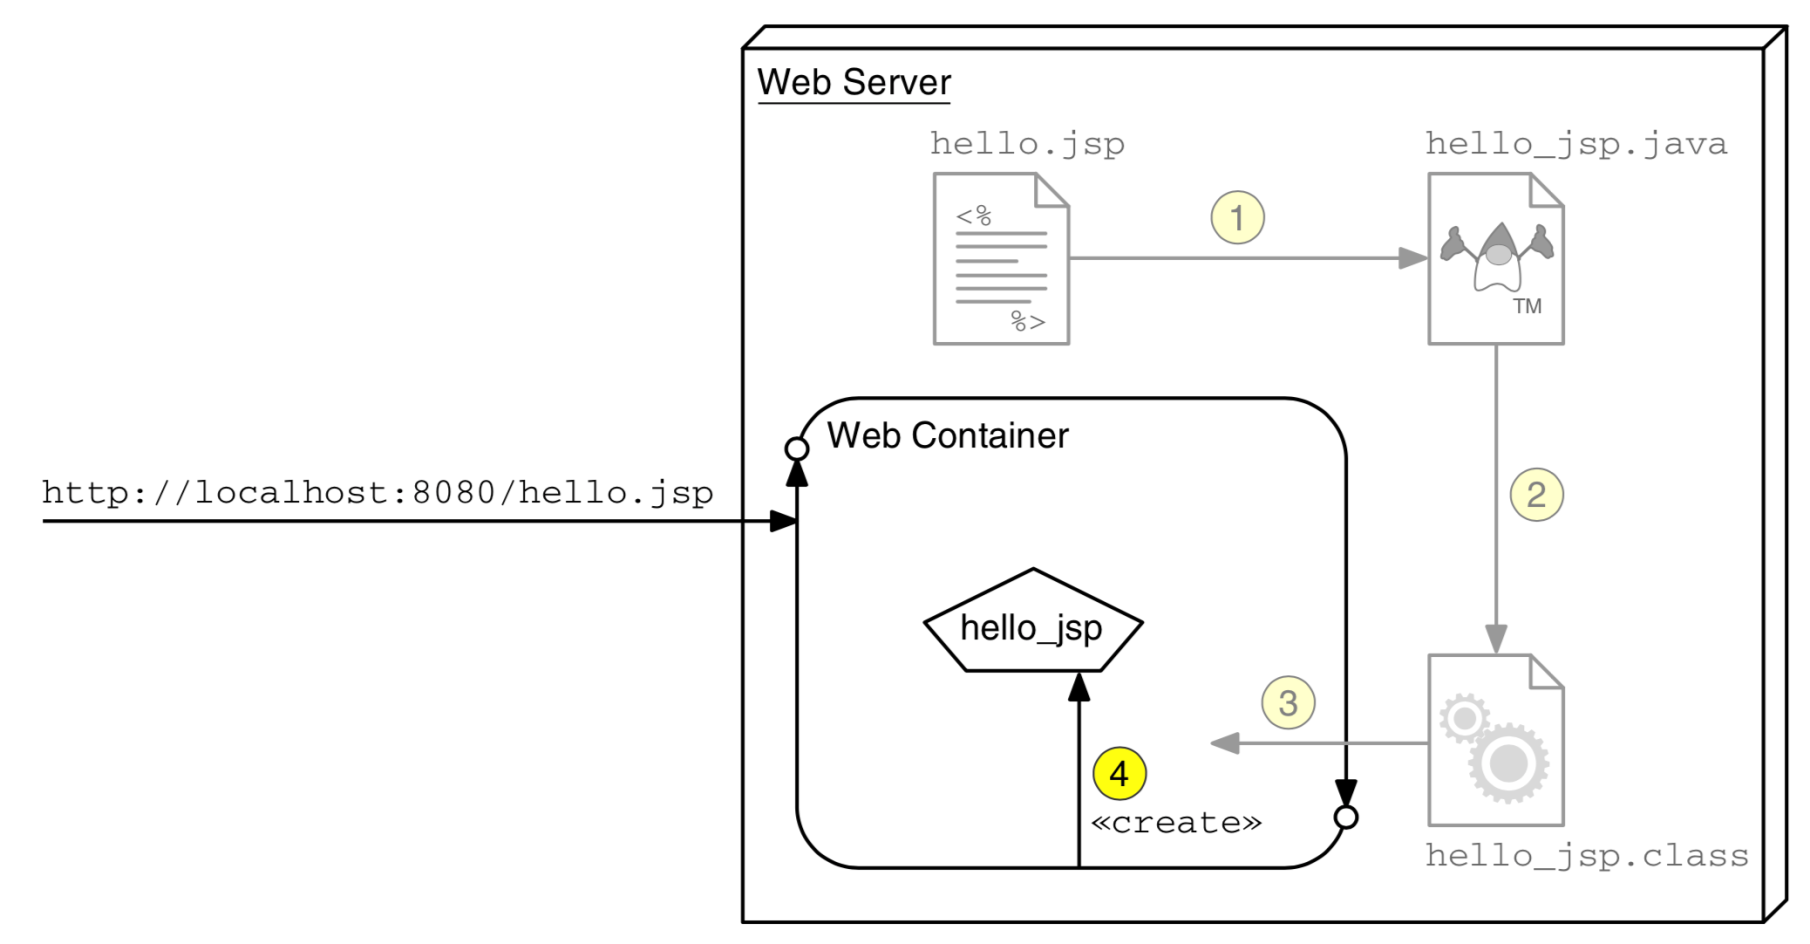 Web Server
hello.jsp
hello_jsp.java
<%
%>
1
TM
Web Container
http://localhost:8080/hello.jsp
2
hello_jsp
3
4
«create»
hello_jsp.class